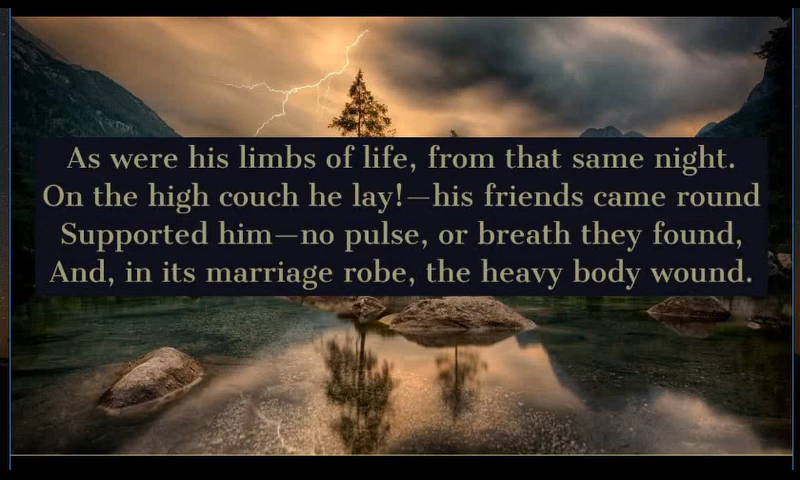 As were his limbs of life, from that same night.
On the high couch he lay!—his friends came round
Supported him—no pulse, or breath they found,
And, in its marriage robe, the heavy body wound.